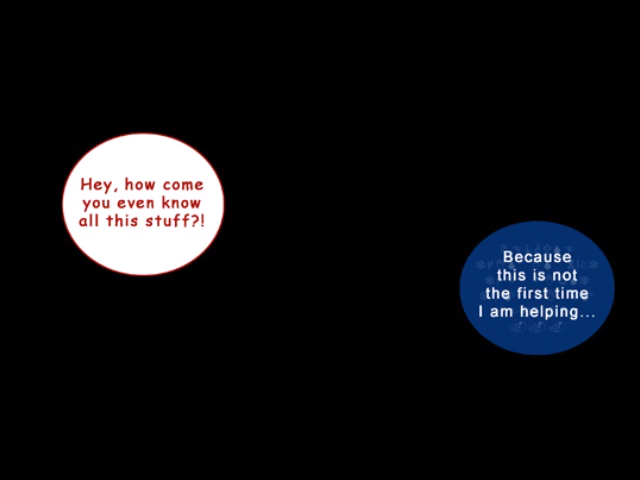 Hey, how come
you even know
all this stuff?!
Because
this is not
the first time
I am helping...